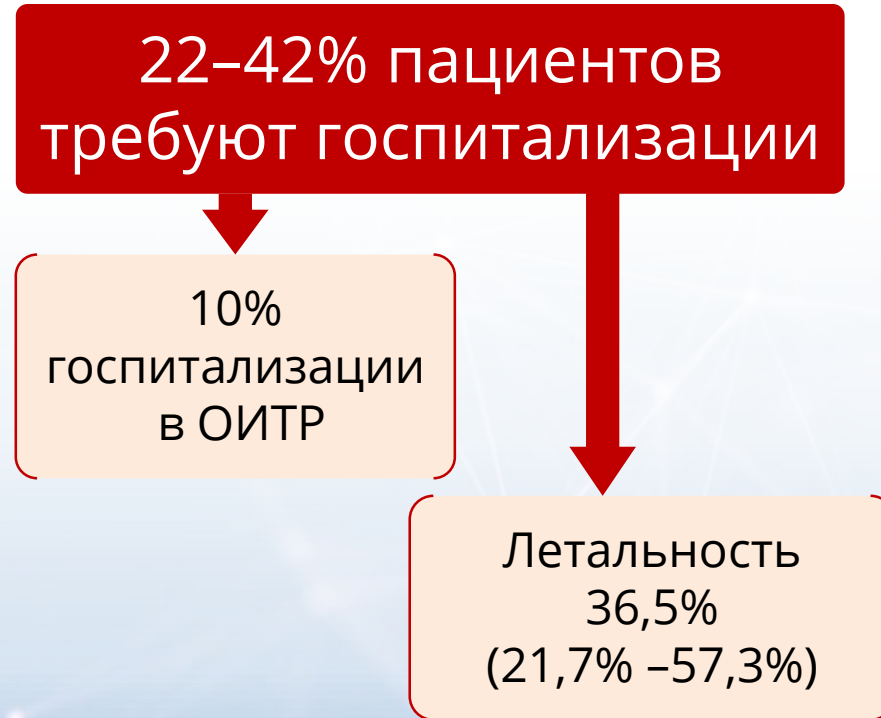 22–42% пациентов
требуют госпитализации
10%
госпитализации
в ОИТР
Летальность
36,5%
(21,7% –57,3%)